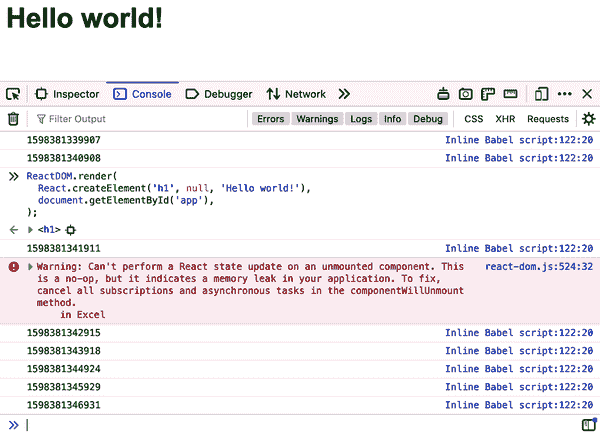 Hello world!
Inspector Console Debugger Network
Filter Output Errors Warnings Logs Info Debug CSS XHR Requests
1598381339907 Inline Babel script:122:20
1598381340908 Inline Babel script:122:20
ReactDOM.render(
React.createElement('h1', null, 'Hello world!'),
document.getElementById('app'),
);
<h1>
1598381341911 Inline Babel script:122:20
Warning: Can't perform a React state update on an unmounted component. This react-dom.js:524:32
is a no-op, but it indicates a memory leak in your application. To fix,
cancel all subscriptions and asynchronous tasks in the componentWillUnmount
method.
in Excel
1598381342915 Inline Babel script:122:20
1598381343918 Inline Babel script:122:20
1598381344924 Inline Babel script:122:20
1598381345929 Inline Babel script:122:20
1598381346931 Inline Babel script:122:20